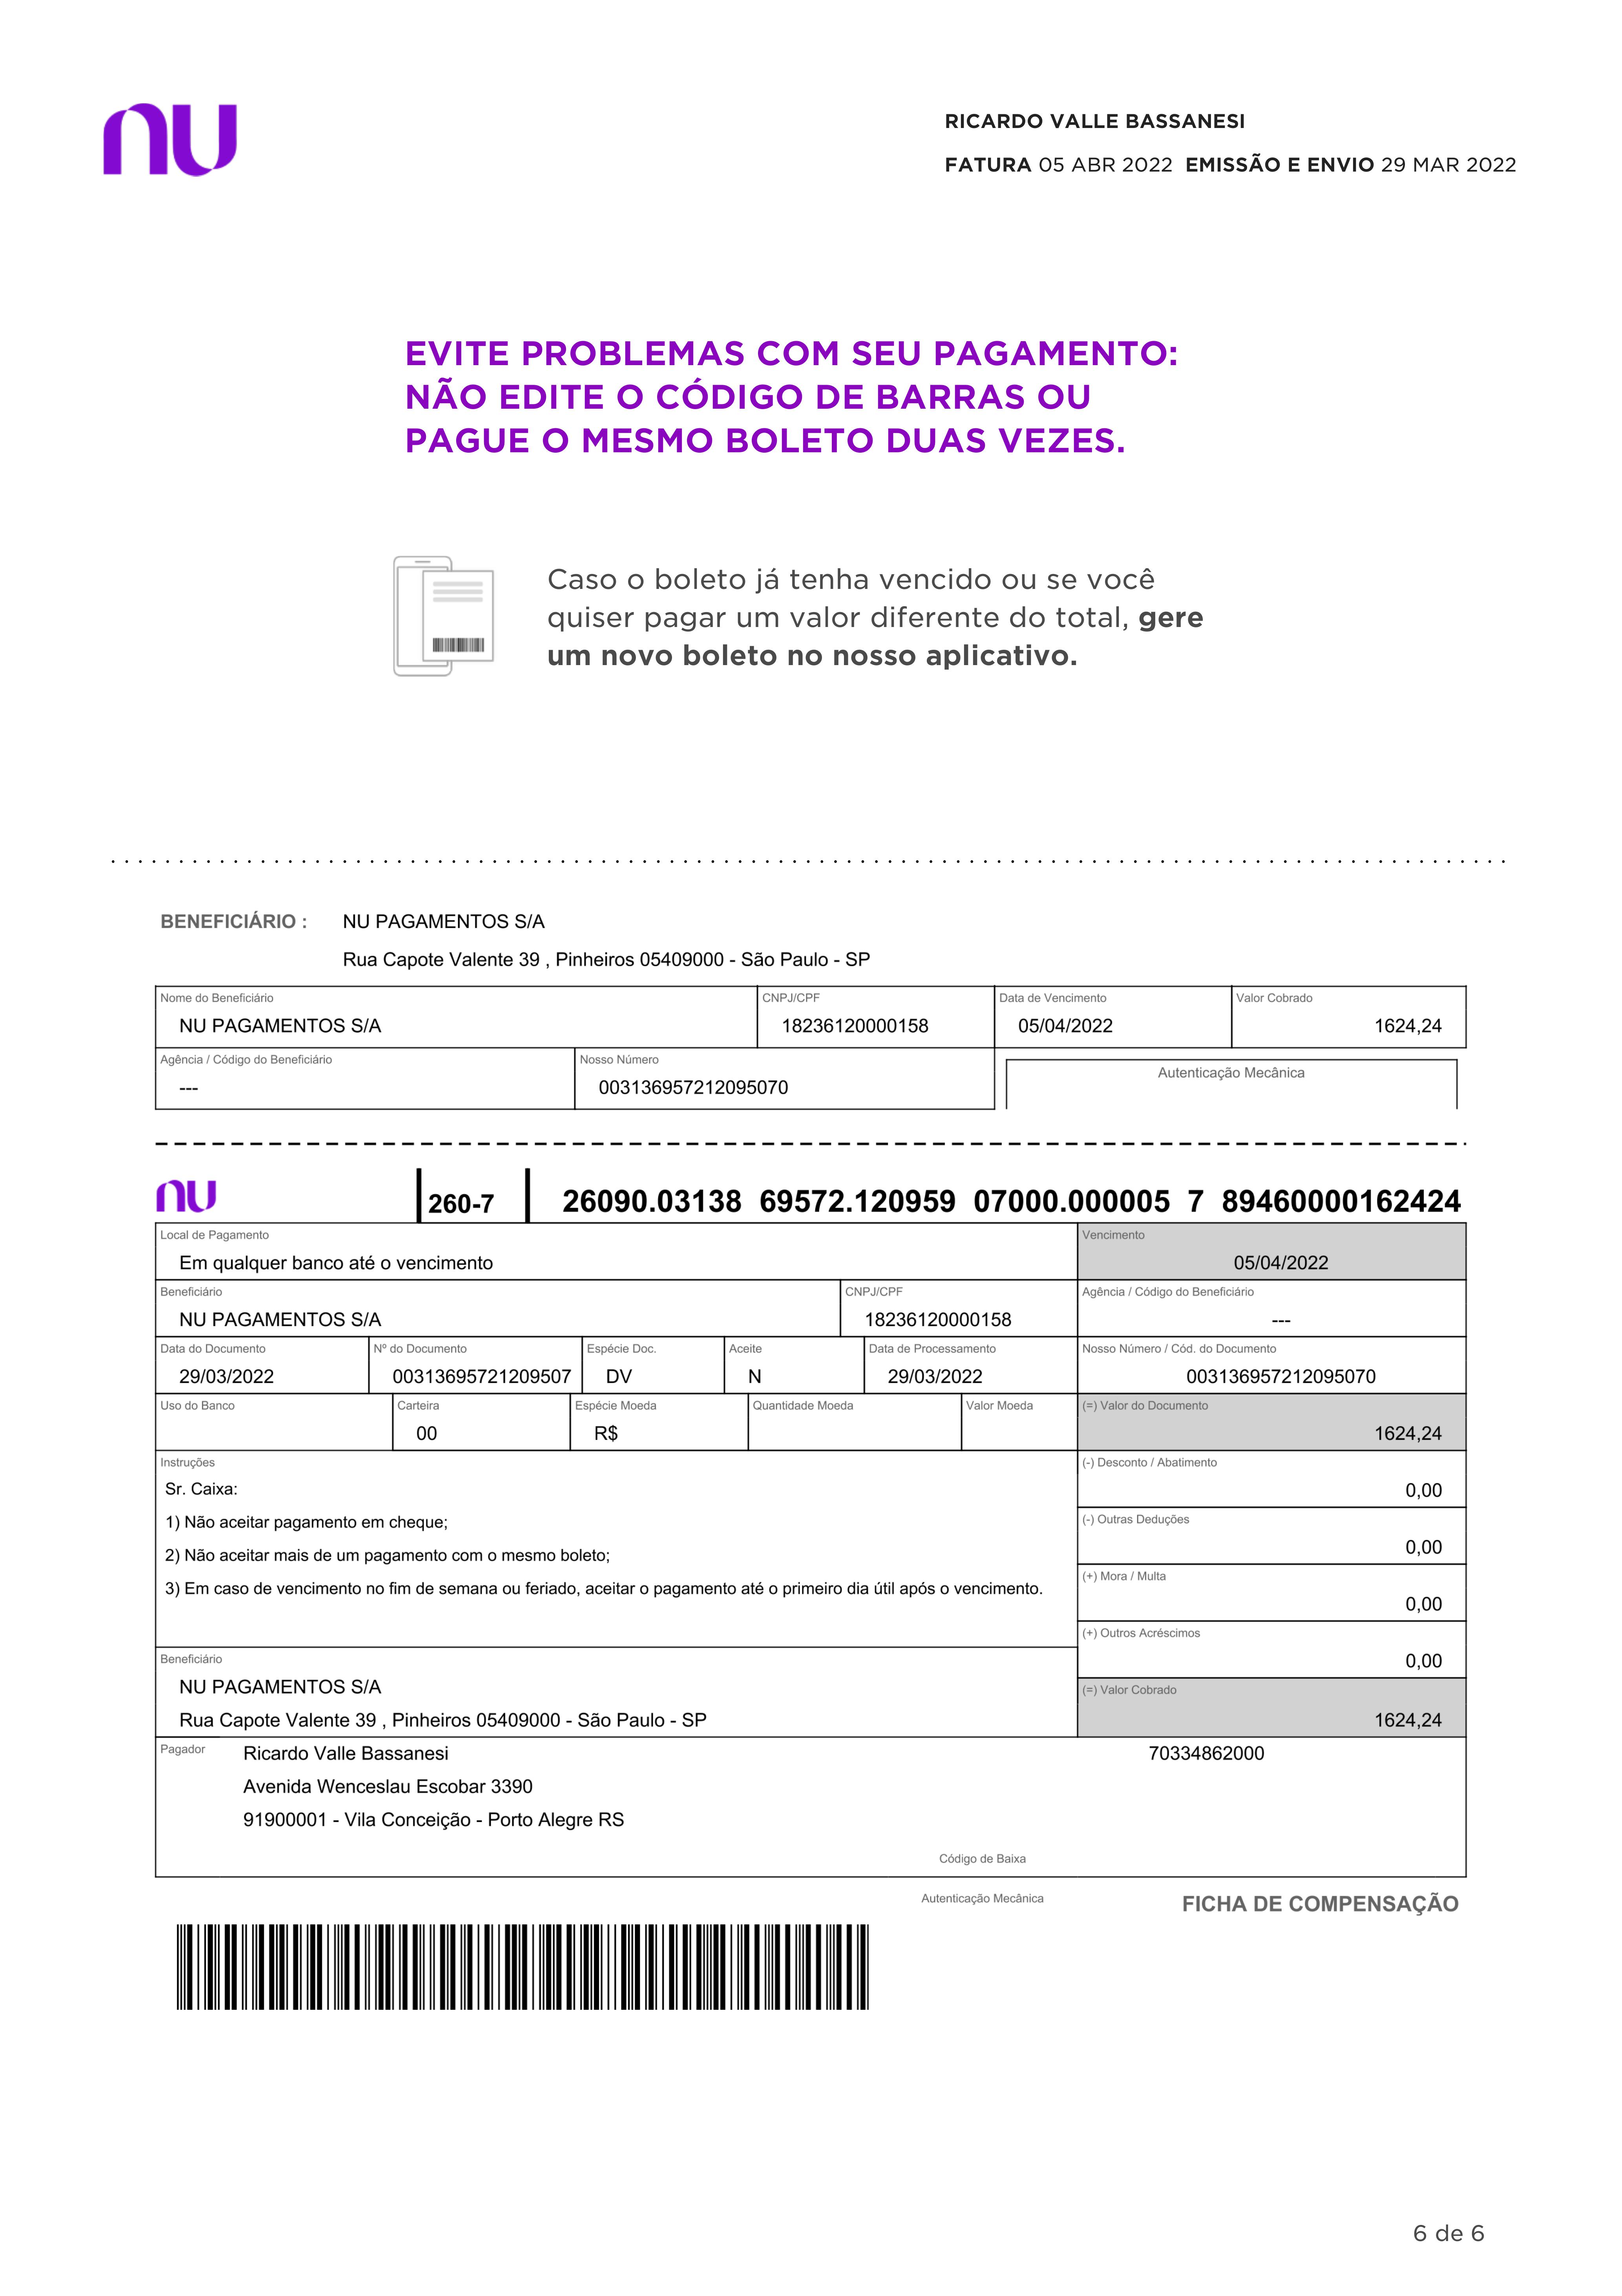 nu
RICARDO VALLE BASSANESI
FATURA 05 ABR 2022 EMISSÃO E ENVIO 29 MAR 2022
EVITE PROBLEMAS COM SEU PAGAMENTO:
NÃO EDITE O CÓDIGO DE BARRAS OU
PAGUE O MESMO BOLETO DUAS VEZES.
Caso o boleto já tenha vencido ou se você
quiser pagar um valor diferente do total, gere
um novo boleto no nosso aplicativo.
BENEFICIÁRIO : NU PAGAMENTOS S/A
Rua Capote Valente 39 , Pinheiros 05409000 - São Paulo - SP
Nome do Beneficiário CNPJ/CPF Data de Vencimento Valor Cobrado
NU PAGAMENTOS S/A 18236120000158 05/04/2022 1624,24
Agência / Código do Beneficiário Nosso Número Autenticação Mecânica
--- 003136957212095070
nu 260-7 26090.03138 69572.120959 07000.000005 7 89460000162424
Local de Pagamento Vencimento
Em qualquer banco até o vencimento 05/04/2022
Beneficiário CNPJ/CPF Agência / Código do Beneficiário
NU PAGAMENTOS S/A 18236120000158 ---
Data do Documento Nº do Documento Espécie Doc. Aceite Data de Processamento Nosso Número / Cód. do Documento
29/03/2022 00313695721209507 DV N 29/03/2022 003136957212095070
Uso do Banco Carteira Espécie Moeda Quantidade Moeda Valor Moeda (=) Valor do Documento
00 R$ 1624,24
Instruções (-) Desconto / Abatimento
Sr. Caixa: 0,00
1) Não aceitar pagamento em cheque;
(-) Outras Deduções
2) Não aceitar mais de um pagamento com o mesmo boleto; 0,00
(+) Mora / Multa
3) Em caso de vencimento no fim de semana ou feriado, aceitar o pagamento até o primeiro dia útil após o vencimento. 0,00
(+) Outros Acréscimos
0,00
Beneficiário
NU PAGAMENTOS S/A
(=) Valor Cobrado
Rua Capote Valente 39 , Pinheiros 05409000 - São Paulo - SP 1624,24
Pagador Ricardo Valle Bassanesi 70334862000
Avenida Wenceslau Escobar 3390
91900001 - Vila Conceição - Porto Alegre RS
Código de Baixa
Autenticação Mecânica FICHA DE COMPENSAÇÃO
6 de 6